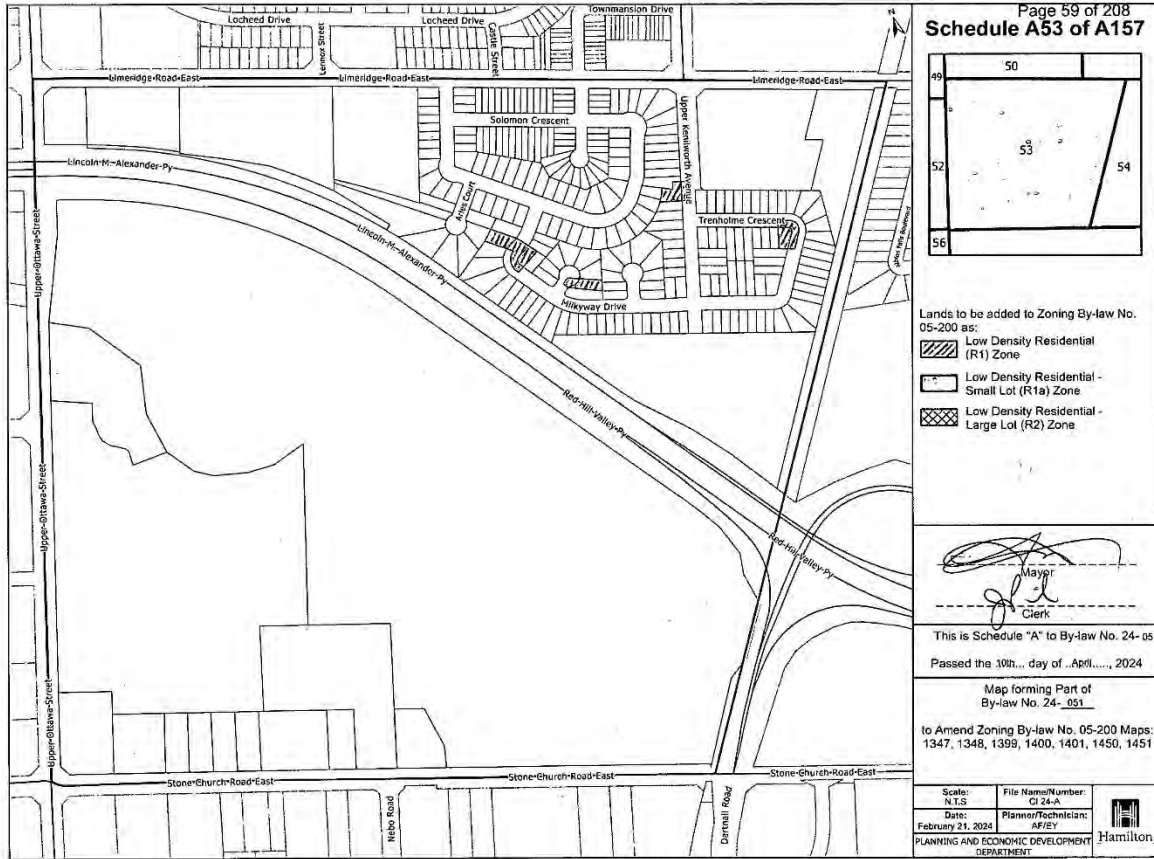 Page 59 of 208
Schedule A53 of A157
Locheed Drive
Locheed Drive
Townmansion Drive
Lennox Street
Castle Street
Limeridge-Road-East
Limeridge-Road-East
Limeridge-Road-East
Solomon Crescent
Upper Kenilworth Avenue
Lincoln-M.-Alexander-Py
Arius Court
Trenholme Crescent
Lincoln-M.-Alexander-Py
Milkyway Drive
Upper-Ottawa-Street
Red-Hill-Valley-Py
Upper-Ottawa-Street
Red-Hill-Valley-Py
Upper-Ottawa-Street
Stone-Church-Road-East
Stone-Church-Road-East
Stone-Church-Road-East
Nebo Road
Dartnall Road
49
50
52
53
54
56
Lands to be added to Zoning By-law No.
05-200 as:
Low Density Residential
(R1) Zone
Low Density Residential -
Small Lot (R1a) Zone
Low Density Residential -
Large Lot (R2) Zone
Mayor
Clerk
This is Schedule "A" to By-law No. 24- 05
Passed the 10th... day of ..April....., 2024
Map forming Part of
By-law No. 24- 051
to Amend Zoning By-law No. 05-200 Maps:
1347, 1348, 1399, 1400, 1401, 1450, 1451
Scale:
N.T.S
File Name/Number:
CI 24-A
Date:
February 21, 2024
Planner/Technician:
AF/EY
PLANNING AND ECONOMIC DEVELOPMENT
DEPARTMENT
Hamilton